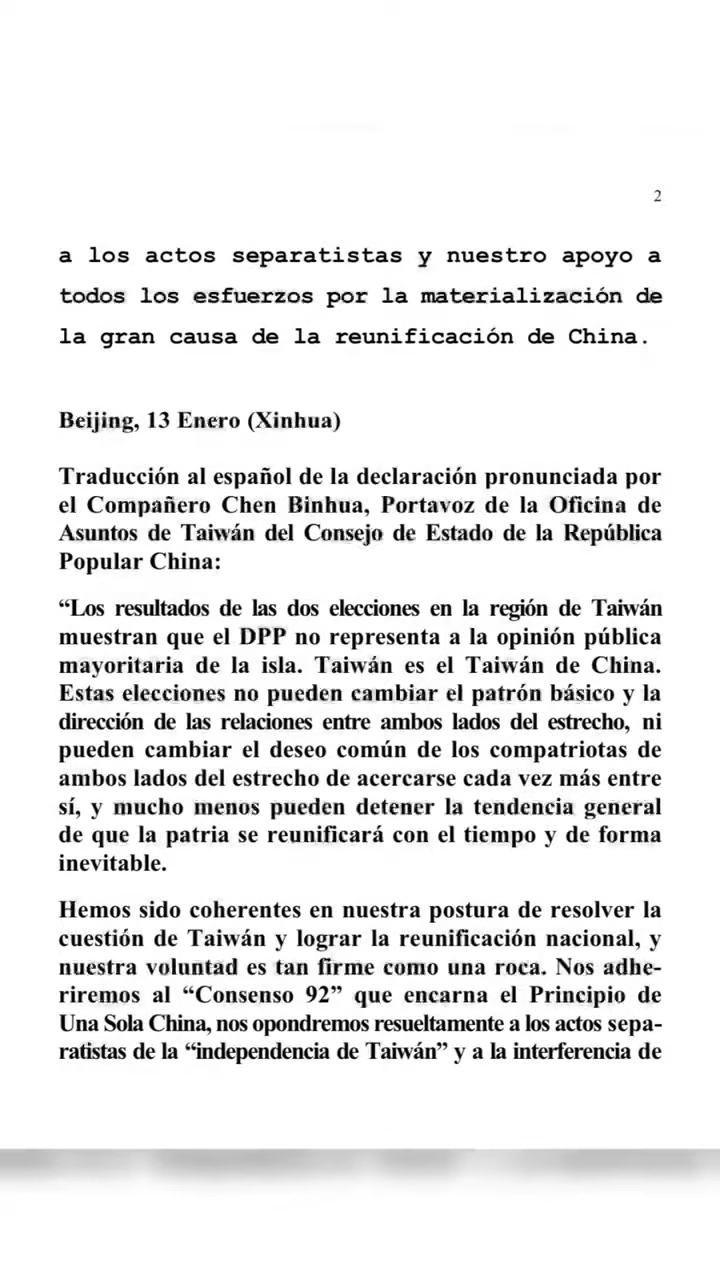 2
a los actos separatistas y nuestro apoyo a
todos los esfuerzos por la materialización de
la gran causa de la reunificación de China.
Beijing, 13 Enero (Xinhua)
Traducción al español de la declaración pronunciada por
el Compañero Chen Binhua, Portavoz de la Oficina de
Asuntos de Taiwán del Consejo de Estado de la República
Popular China:
“Los resultados de las dos elecciones en la región de Taiwán
muestran que el DPP no representa a la opinión pública
mayoritaria de la isla. Taiwán es el Taiwán de China.
Estas elecciones no pueden cambiar el patrón básico y la
dirección de las relaciones entre ambos lados del estrecho, ni
pueden cambiar el deseo común de los compatriotas de
ambos lados del estrecho de acercarse cada vez más entre
sí, y mucho menos pueden detener la tendencia general
de que la patria se reunificará con el tiempo y de forma
inevitable.
Hemos sido coherentes en nuestra postura de resolver la
cuestión de Taiwán y lograr la reunificación nacional, y
nuestra voluntad es tan firme como una roca. Nos adhe-
riremos al “Consenso 92” que encarna el Principio de
Una Sola China, nos opondremos resueltamente a los actos sepa-
ratistas de la “independencia de Taiwán” y a la interferencia de